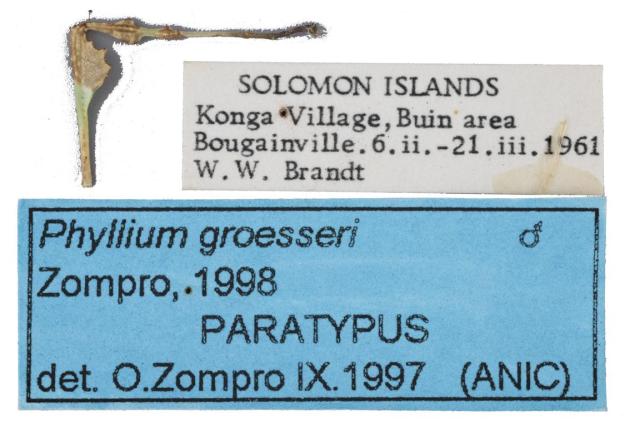 SOLOMON ISLANDS
Konga Village, Buin area
Bougainville. 6. ii.-21. iii. 1961
W. W. Brandt
Phyllium groesseri ♂
Zompro, 1998
PARATYPUS
det. O.Zompro IX.1997 (ANIC)